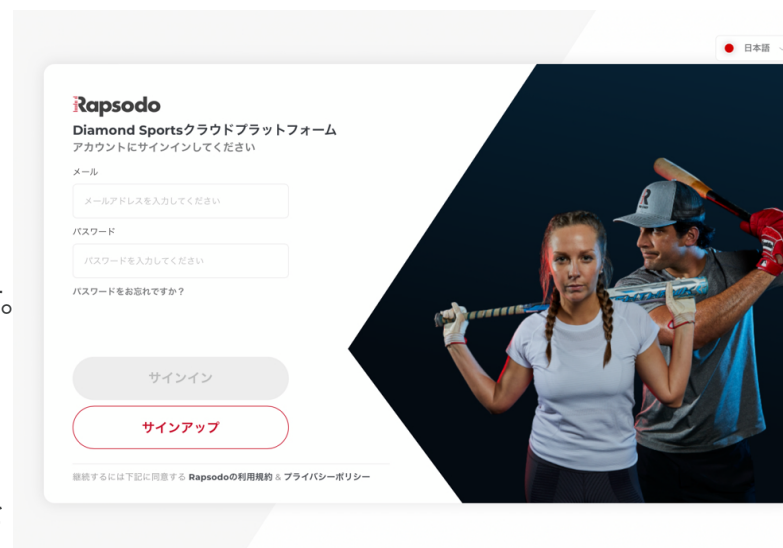 日本語
Rapsodo
Diamond Sportsクラウドプラットフォーム
アカウントにサインインしてください
メール
メールアドレスを入力してください
パスワード
パスワードを入力してください
パスワードをお忘れですか？
。
サインイン
サインアップ
継続するには下記に同意する Rapsodoの利用規約 & プライバシーポリシー
R